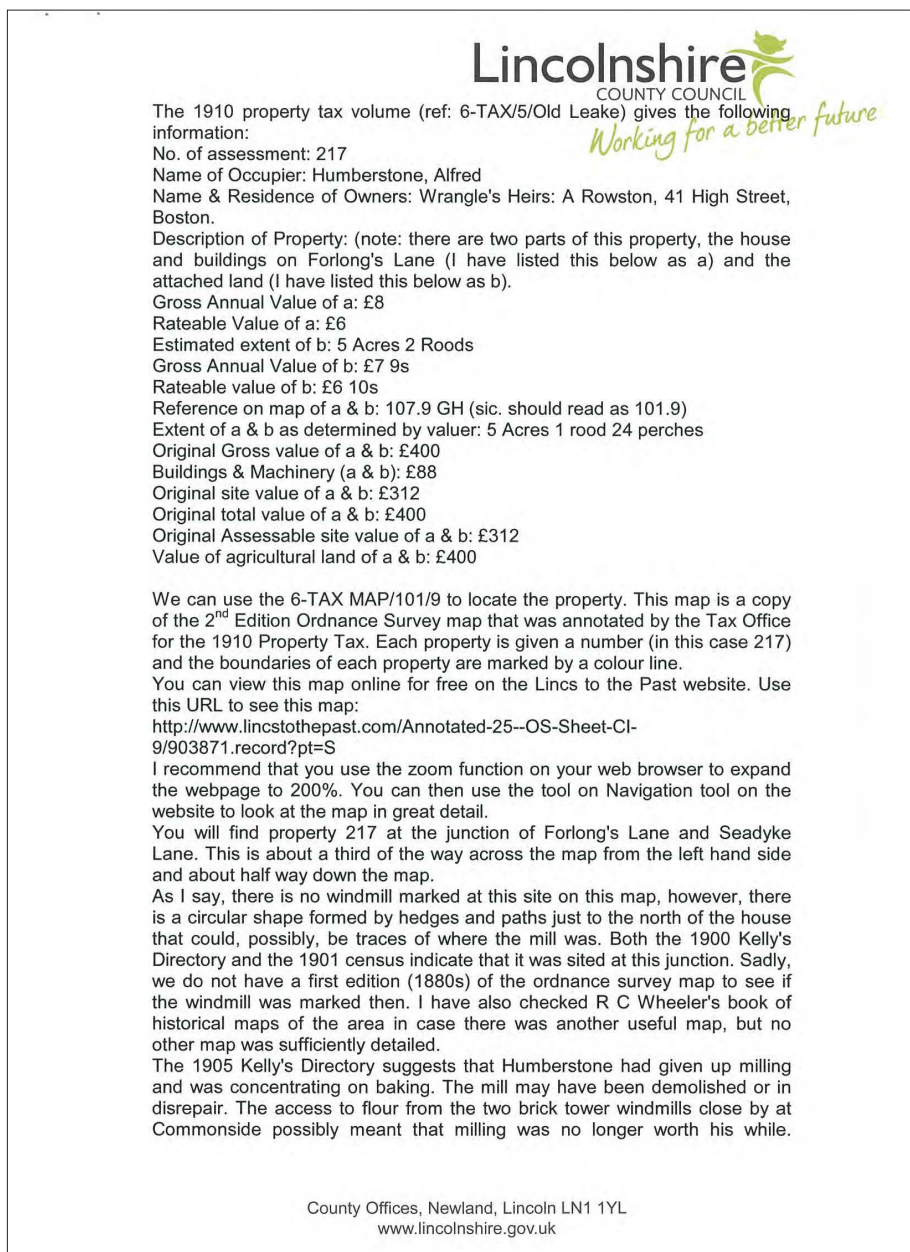 Lincolnshire
COUNTY COUNCIL
Working for a better future
The 1910 property tax volume (ref: 6-TAX/5/Old Leake) gives the following
information:
No. of assessment: 217
Name of Occupier: Humberstone, Alfred
Name & Residence of Owners: Wrangle's Heirs: A Rowston, 41 High Street,
Boston.
Description of Property: (note: there are two parts of this property, the house
and buildings on Forlong's Lane (I have listed this below as a) and the
attached land (I have listed this below as b).
Gross Annual Value of a: £8
Rateable Value of a: £6
Estimated extent of b: 5 Acres 2 Roods
Gross Annual Value of b: £7 9s
Rateable value of b: £6 10s
Reference on map of a & b: 107.9 GH (sic. should read as 101.9)
Extent of a & b as determined by valuer: 5 Acres 1 rood 24 perches
Original Gross value of a & b: £400
Buildings & Machinery (a & b): £88
Original site value of a & b: £312
Original total value of a & b: £400
Original Assessable site value of a & b: £312
Value of agricultural land of a & b: £400
We can use the 6-TAX MAP/101/9 to locate the property. This map is a copy
of the 2nd Edition Ordnance Survey map that was annotated by the Tax Office
for the 1910 Property Tax. Each property is given a number (in this case 217)
and the boundaries of each property are marked by a colour line.
You can view this map online for free on the Lincs to the Past website. Use
this URL to see this map:
http://www.lincstothepast.com/Annotated-25--OS-Sheet-CI-
9/903871.record?pt=S
I recommend that you use the zoom function on your web browser to expand
the webpage to 200%. You can then use the tool on Navigation tool on the
website to look at the map in great detail.
You will find property 217 at the junction of Forlong's Lane and Seadyke
Lane. This is about a third of the way across the map from the left hand side
and about half way down the map.
As I say, there is no windmill marked at this site on this map, however, there
is a circular shape formed by hedges and paths just to the north of the house
that could, possibly, be traces of where the mill was. Both the 1900 Kelly's
Directory and the 1901 census indicate that it was sited at this junction. Sadly,
we do not have a first edition (1880s) of the ordnance survey map to see if
the windmill was marked then. I have also checked R C Wheeler's book of
historical maps of the area in case there was another useful map, but no
other map was sufficiently detailed.
The 1905 Kelly's Directory suggests that Humberstone had given up milling
and was concentrating on baking. The mill may have been demolished or in
disrepair. The access to flour from the two brick tower windmills close by at
Commonside possibly meant that milling was no longer worth his while.
County Offices, Newland, Lincoln LN1 1YL
www.lincolnshire.gov.uk